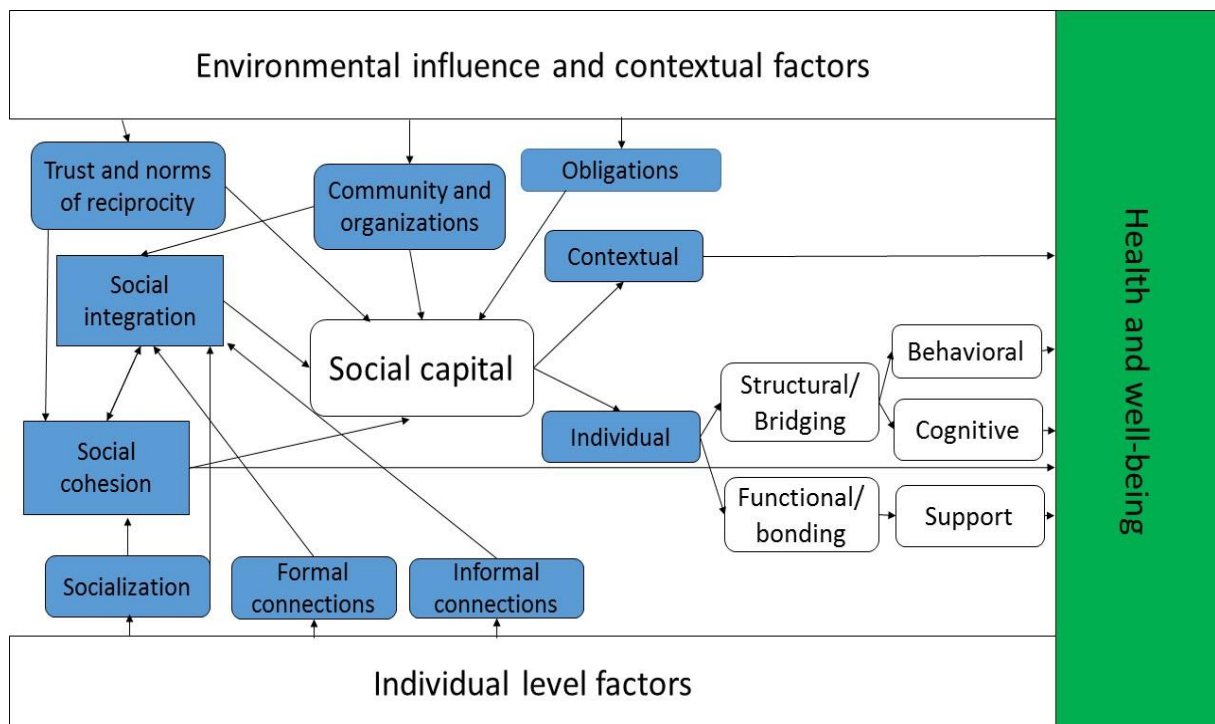 Environmental influence and contextual factors
Trust and norms
of reciprocity
Community and
organizations
Obligations
Contextual
Social
integration
Social capital
Behavioral
Structural/
Bridging
Individual
Cognitive
Social
cohesion
Functional/
bonding
Support
Socialization
Formal
connections
Informal
connections
Individual level factors
Health and well-being